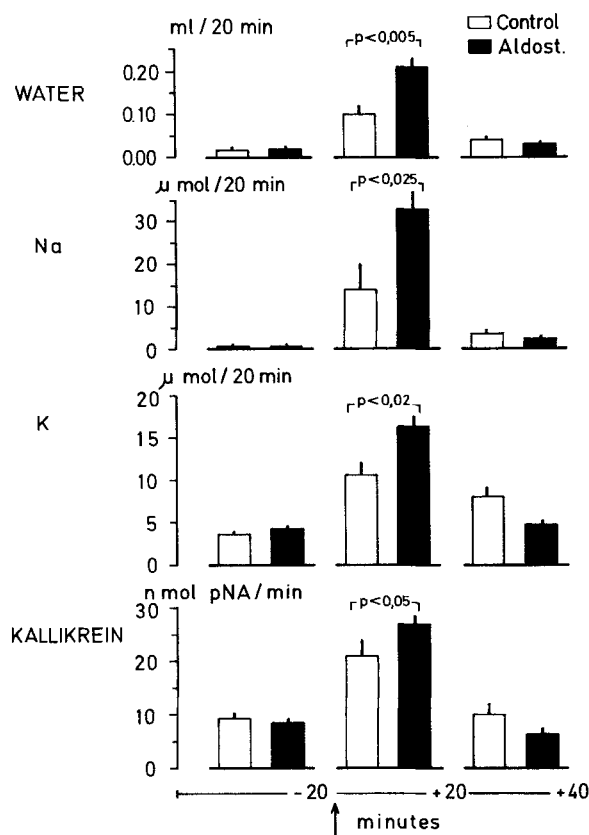 ml / 20 min
Control
Aldost.
p<0,005
WATER
0.20
0.10
0.00
µ mol/20 min
p<0,025
Na
30
20
10
0
µ mol/20 min
p<0,02
K
20
15
10
5
0
n mol pNA/min
p<0,05
KALLIKREIN
30
20
10
0
-20
+20
+40
minutes